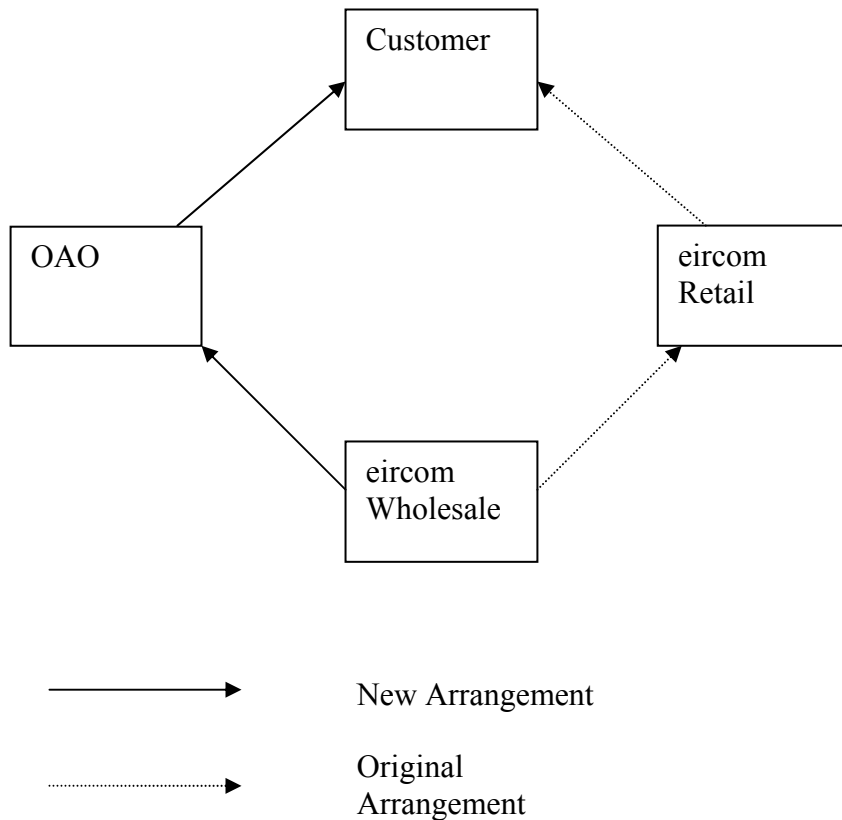 Customer
OAO
eircom
Retail
eircom
Wholesale
New Arrangement
Original
Arrangement